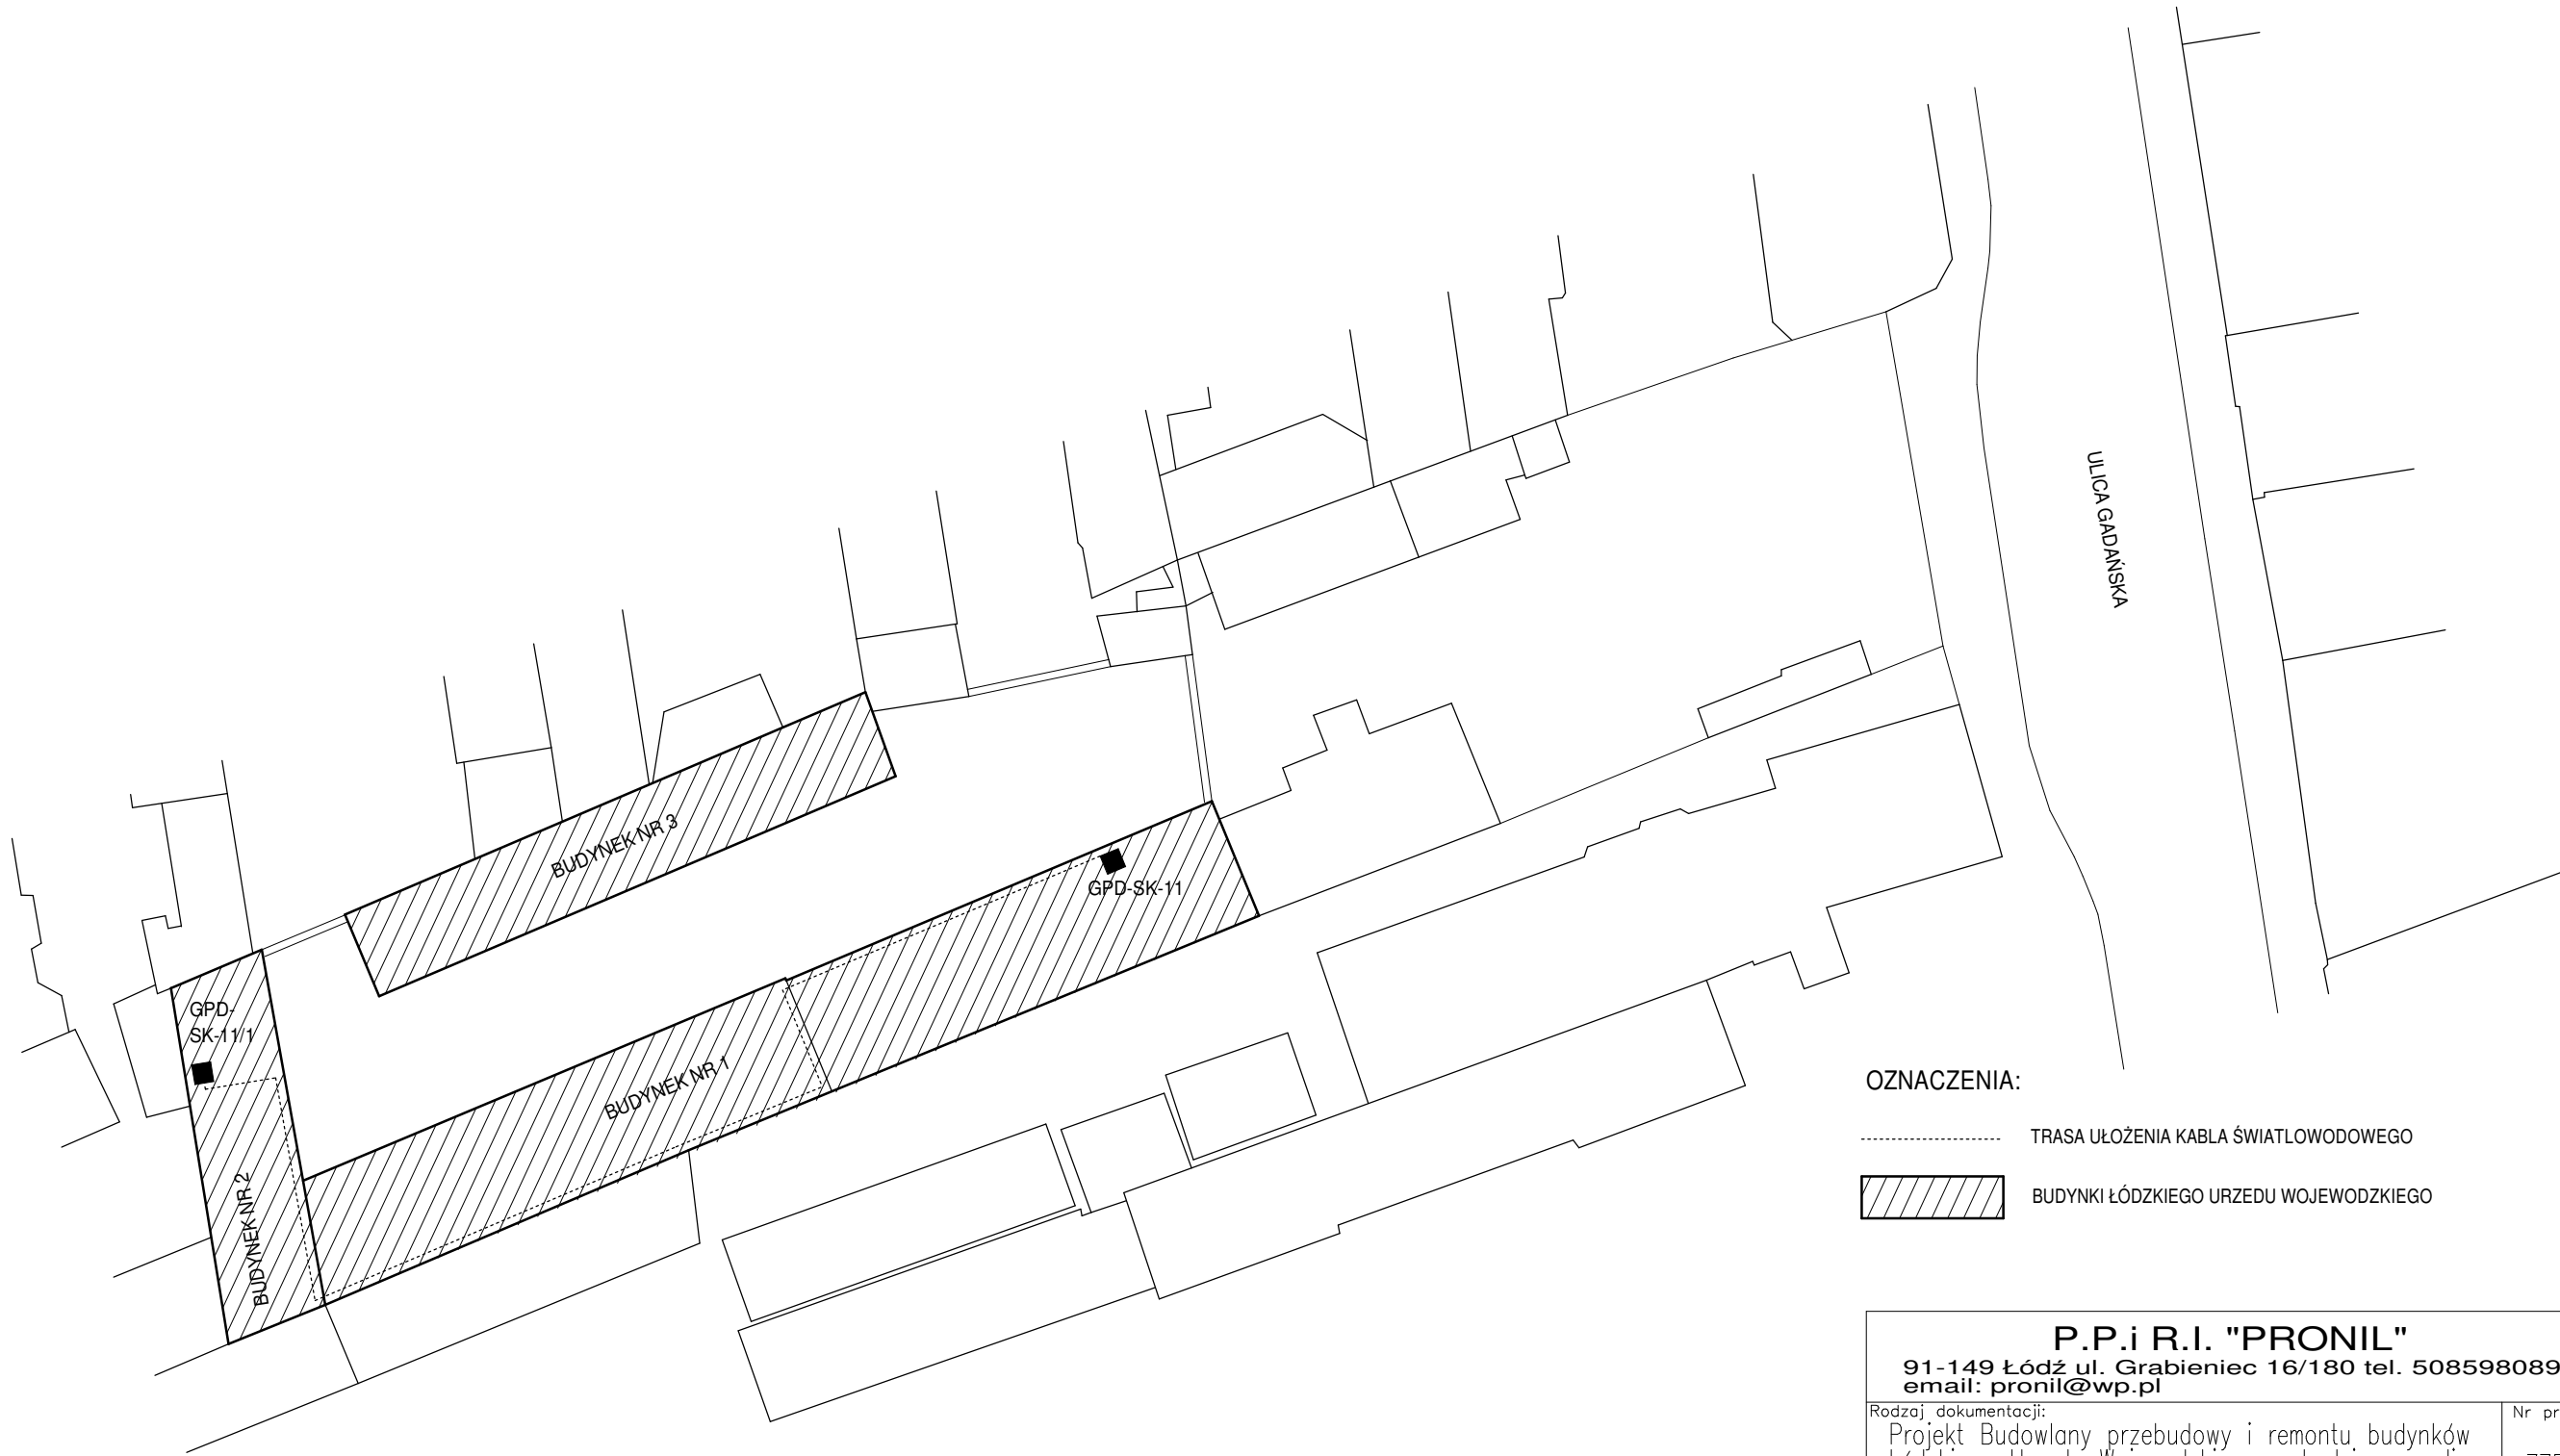 ULICA GADAŃSKA
BUDYNEK NR 3
GPD-SK-11
GPD-
SK-11/1
BUDYNEK NR 1
BUDYNEK NR 2
OZNACZENIA:
TRASA UŁOŻENIA KABLA ŚWIATLOWODOWEGO
BUDYNKI ŁÓDZKIEGO URZEDU WOJEWODZKIEGO
P.P.i R.I. "PRONIL"
91-149 Łódź ul. Grabieniec 16/180 tel. 508598089
email: pronil@wp.pl
Rodzaj dokumentacji:
Nr pr
Projekt Budowlany przebudowy i remontu budynków